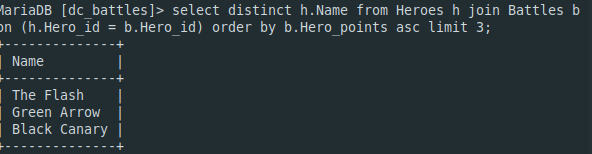 MariaDB [dc_battles]> select distinct h.Name from Heroes h join Battles b
on (h.Hero_id = b.Hero_id) order by b.Hero_points asc limit 3;
+--------------+
| Name         |
+--------------+
| The Flash    |
| Green Arrow  |
| Black Canary |
+--------------+